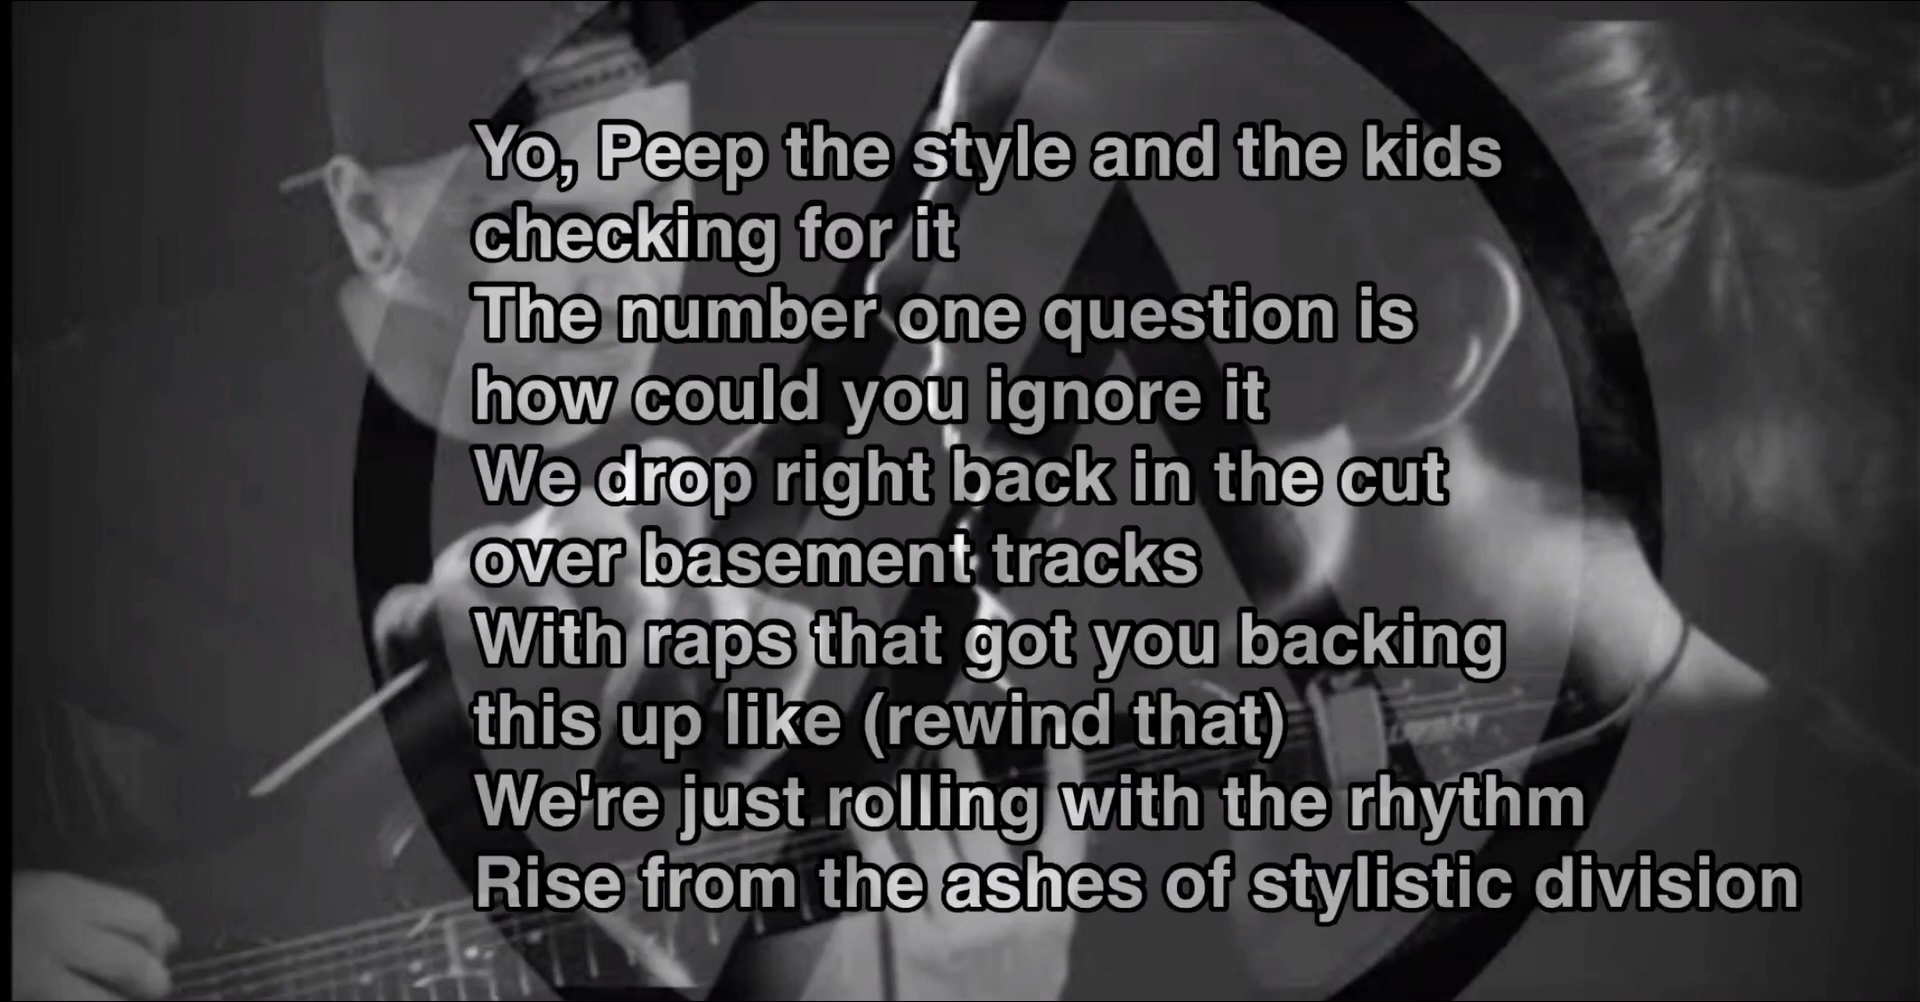 Yo, Peep the style and the kids
checking for it
The number one question is
how could you ignore it
We drop right back in the cut
over basement tracks
With raps that got you backing
this up like (rewind that)
We're just rolling with the rhythm
Rise from the ashes of stylistic division